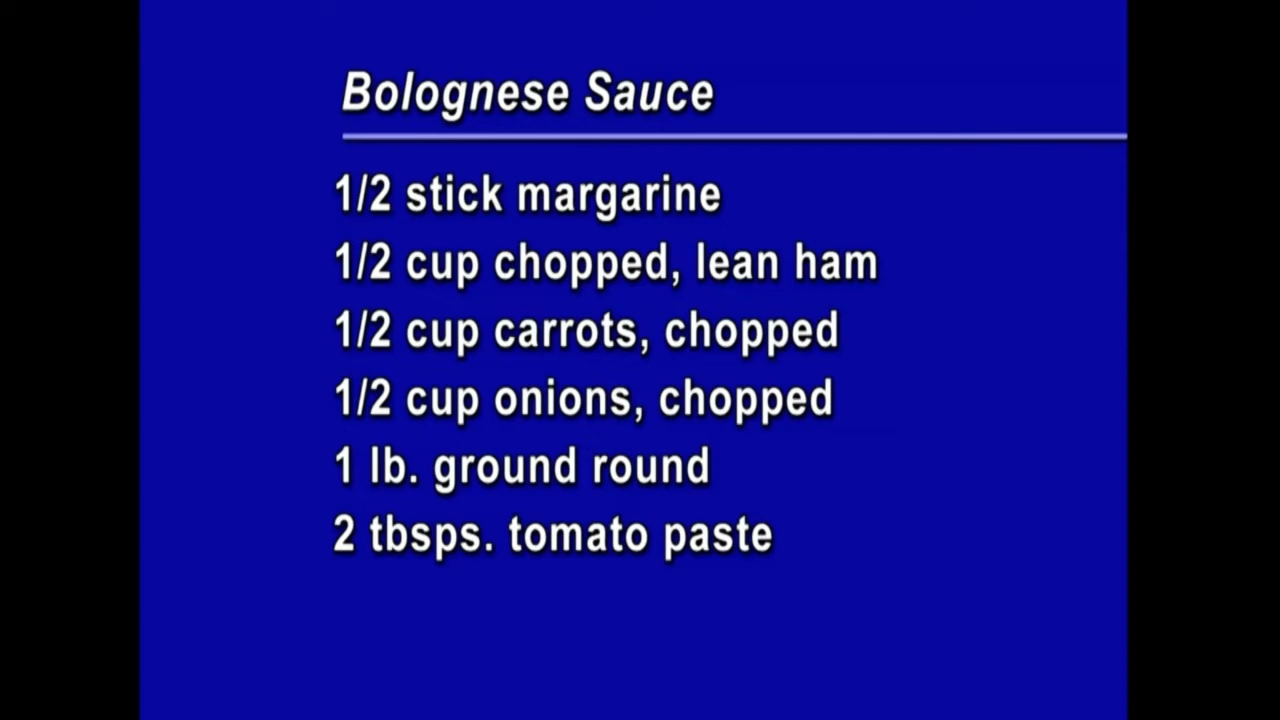 Bolognese Sauce
1/2 stick margarine
1/2 cup chopped, lean ham
1/2 cup carrots, chopped
1/2 cup onions, chopped
1 lb. ground round
2 tbsps. tomato paste